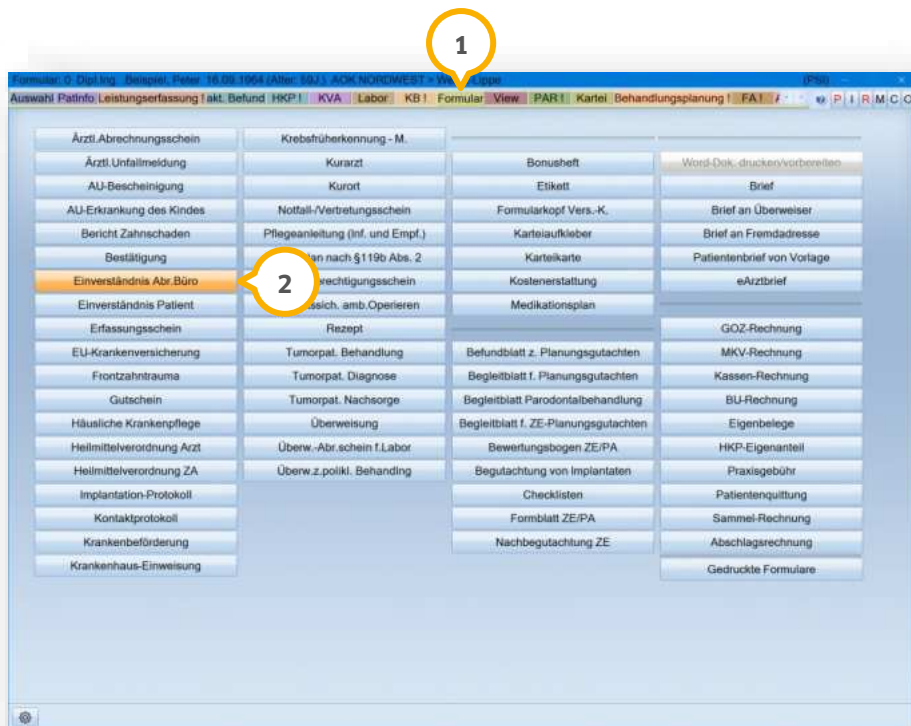 1
Formular: 0 Dipl.Ing. Beispiel, Peter 16.09.1964 (Alter: 59J.) AOK NORDWEST > Lippe
Auswahl Patinfo Leistungserfassung ! akt. Befund HKP ! KVA Labor KB ! Formular View PAR ! Kartei Behandlungsplanung ! FA ! P I R M C
Ärztl.Abrechnungsschein
Ärztl.Unfallmeldung
AU-Bescheinigung
AU-Erkrankung des Kindes
Bericht Zahnschaden
Bestätigung
Einverständnis Abr.Büro
Einverständnis Patient
Erfassungsschein
EU-Krankenversicherung
Frontzahntrauma
Gutschein
Häusliche Krankenpflege
Heilmittelverordnung Arzt
Heilmittelverordnung ZA
Implantation-Protokoll
Kontaktprotokoll
Krankenbeförderung
Krankenhaus-Einweisung
2
Krebsfrüherkennung - M.
Kurarzt
Kurort
Notfall-/Vertretungsschein
Pflegeanleitung (Inf. und Empf.)
nach §119b Abs. 2
rechtigungsschein
sich. amb.Operieren
Rezept
Tumorpat. Behandlung
Tumorpat. Diagnose
Tumorpat. Nachsorge
Überweisung
Überw.-Abr.schein f.Labor
Überw.z.polikl. Behandlng
Bonusheft
Etikett
Formularkopf Vers.-K.
Karteiaufkleber
Karteikarte
Kostenerstattung
Medikationsplan
Befundblatt z. Planungsgutachten
Begleitblatt f. Planungsgutachten
Begleitblatt Parodontalbehandlung
Begleitblatt f. ZE-Planungsgutachten
Bewertungsbogen ZE/PA
Begutachtung von Implantaten
Checklisten
Formblatt ZE/PA
Nachbegutachtung ZE
Word-Dok. drucken/vorbereiten
Brief
Brief an Überweiser
Brief an Fremdadresse
Patientenbrief von Vorlage
eArztbrief
GOZ-Rechnung
MKV-Rechnung
Kassen-Rechnung
BU-Rechnung
Eigenbelege
HKP-Eigenanteil
Praxisgebühr
Patientenquittung
Sammel-Rechnung
Abschlagsrechnung
Gedruckte Formulare